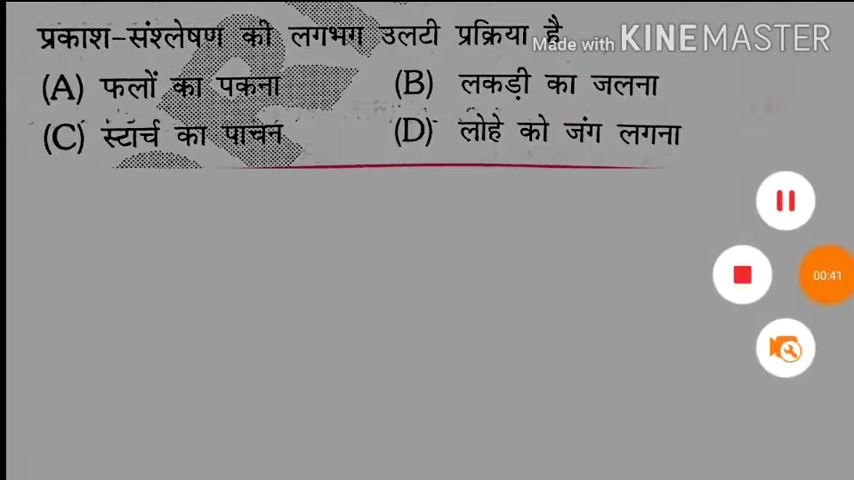 प्रकाश-संश्लेषण की लगभग उलटी प्रक्रिया है
Made with KINEMASTER
(A) फलों का पकना (B) लकड़ी का जलना
(C) स्टार्च का पाचन (D) लोहे को जंग लगना
00:41